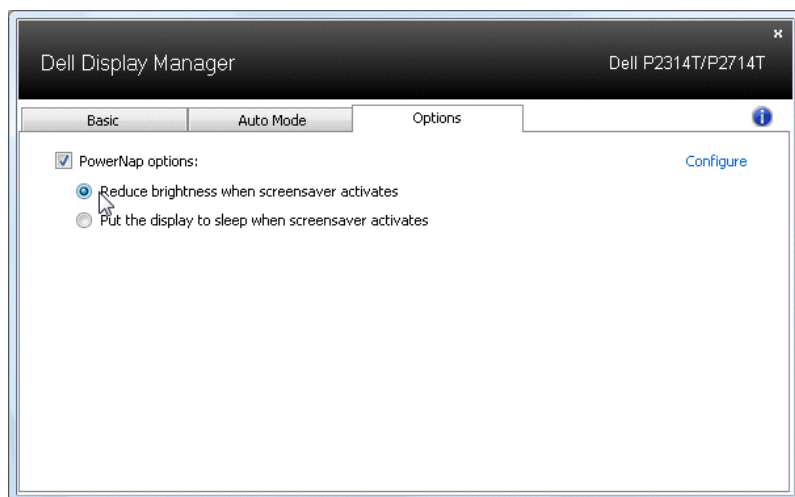 Dell Display Manager
Dell P2314T/P2714T
Basic
Auto Mode
Options
PowerNap options:
Configure
Reduce brightness when screensaver activates
Put the display to sleep when screensaver activates